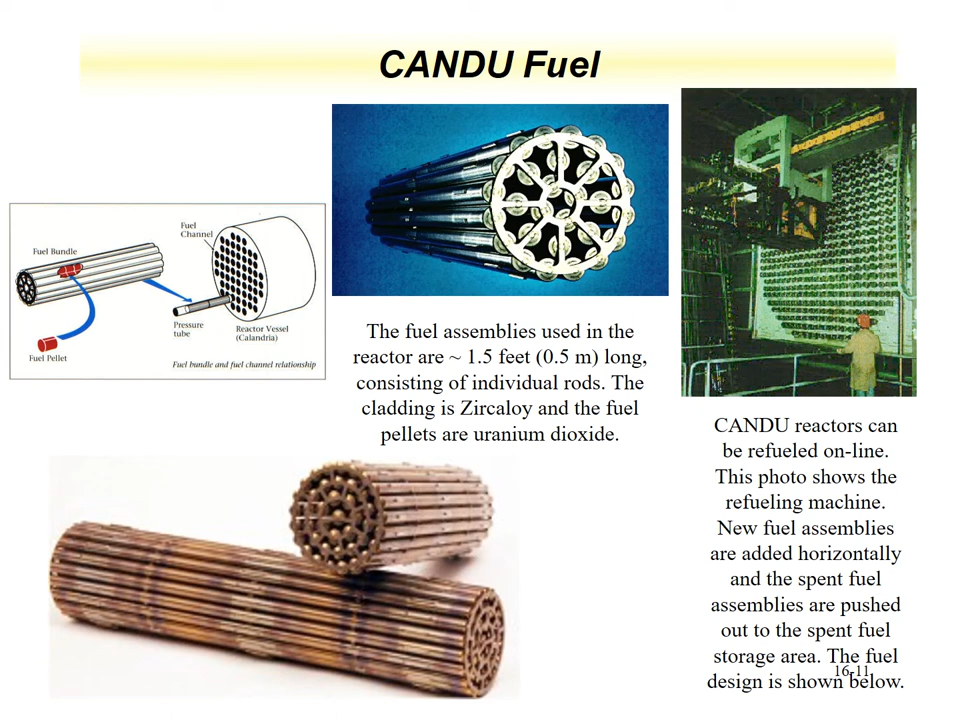 CANDU Fuel
Fuel Bundle
Fuel
Channel
Pressure
tube
Reactor Vessel
(Calandria)
Fuel Pellet
Fuel bundle and fuel channel relationship
The fuel assemblies used in the
reactor are ~ 1.5 feet (0.5 m) long,
consisting of individual rods. The
cladding is Zircaloy and the fuel
pellets are uranium dioxide.
CANDU reactors can
be refueled on-line.
This photo shows the
refueling machine.
New fuel assemblies
are added horizontally
and the spent fuel
assemblies are pushed
out to the spent fuel
storage area. The fuel
design is shown below.
16-11